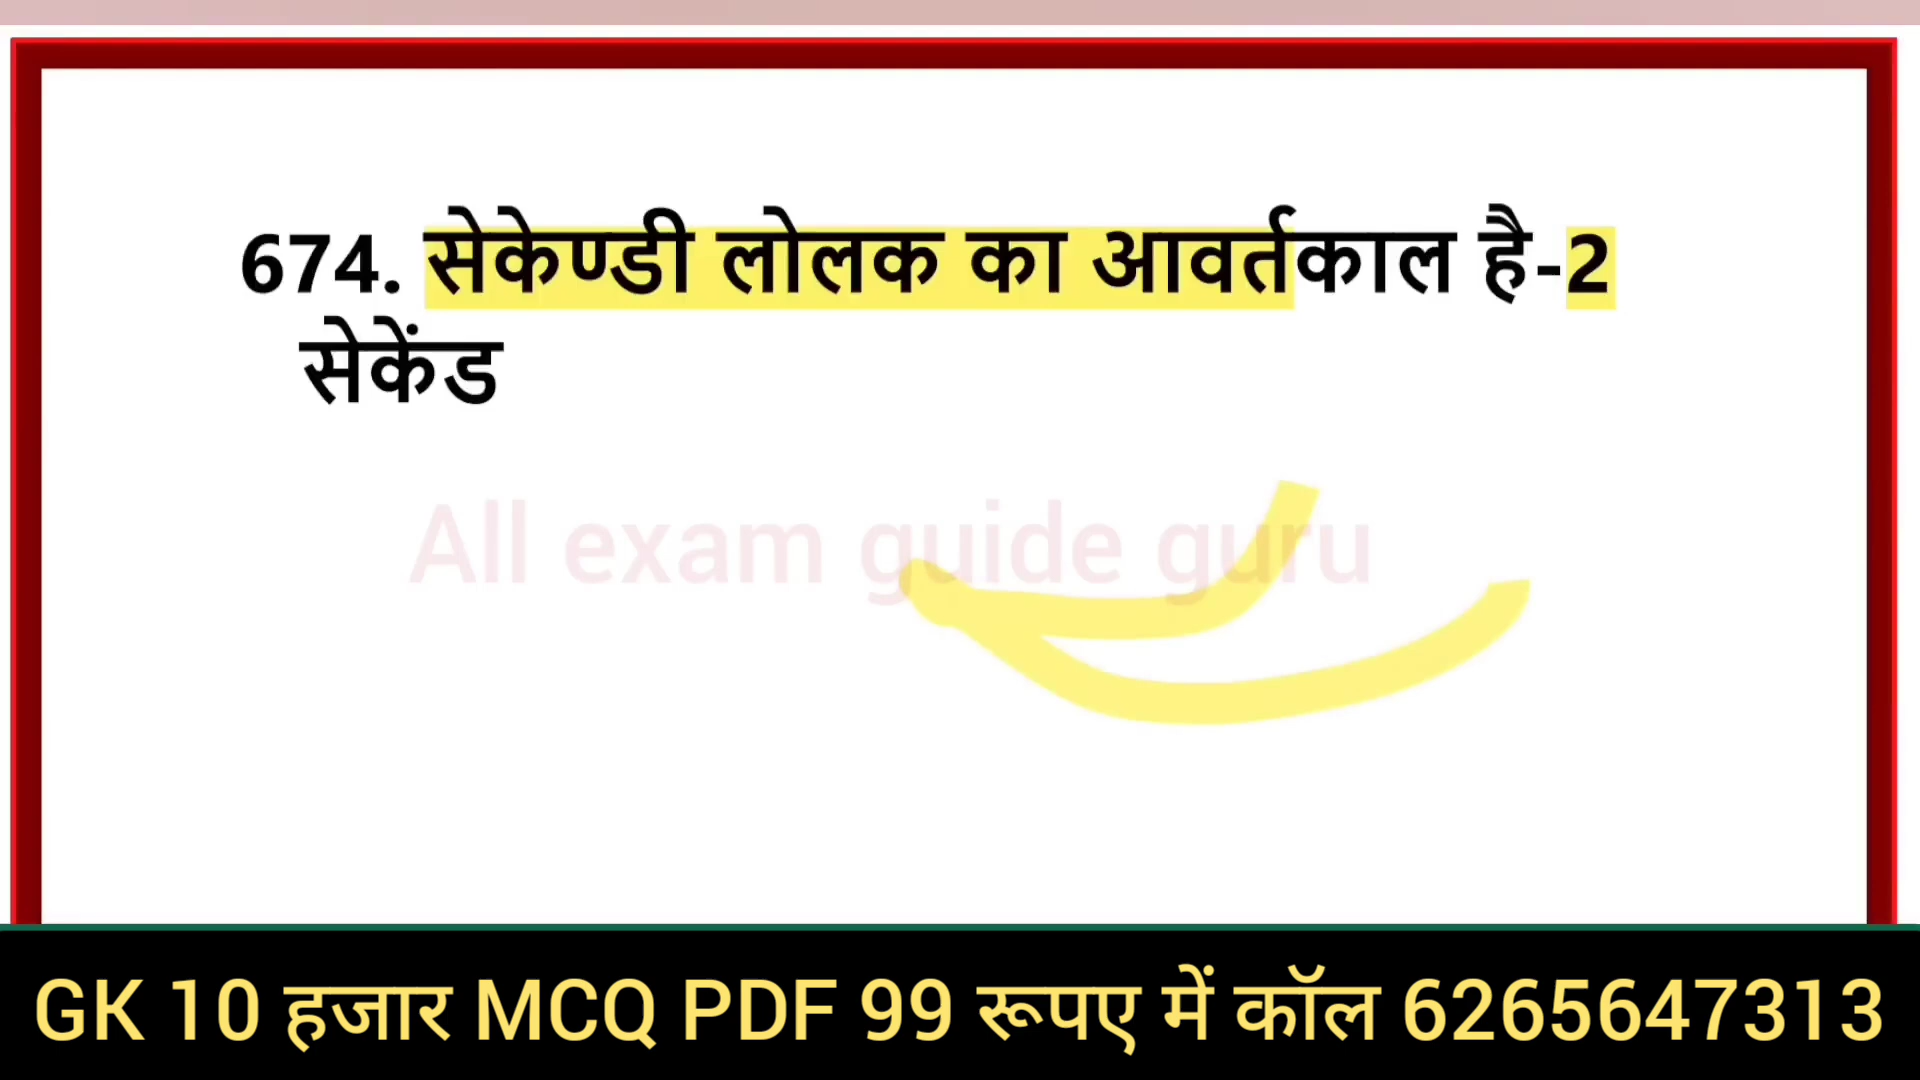 674. सेकेण्डी लोलक का आवर्तकाल है-2
सेकेंड
All exam guide guru
GK 10 हजार MCQ PDF 99 रूपए में कॉल 6265647313